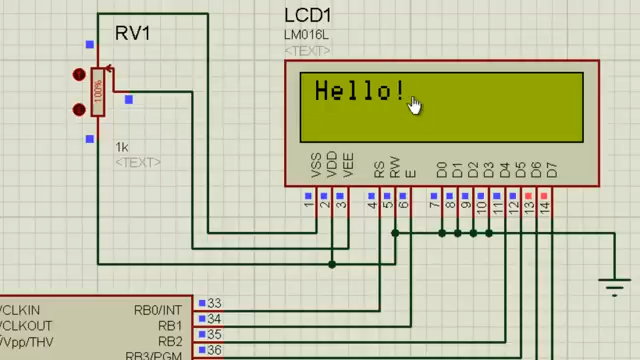 LCD1
LM016L
<TEXT>
RV1
100%
1k
<TEXT>
Hello!
VSS VDD VEE RS RW E D0 D1 D2 D3 D4 D5 D6 D7
1 2 3 4 5 6 7 8 9 10 11 12 13 14
/CLKIN RB0/INT 33
/CLKOUT RB1 34
/Vpp/THV RB2 35
RB3/PGM 36